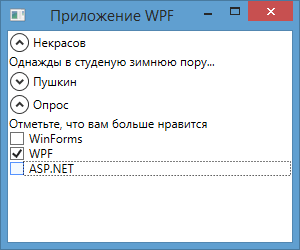 Приложение WPF
Некрасов
Однажды в студеную зимнюю пору...
Пушкин
Опрос
Отметьте, что вам больше нравится
WinForms
WPF
ASP.NET